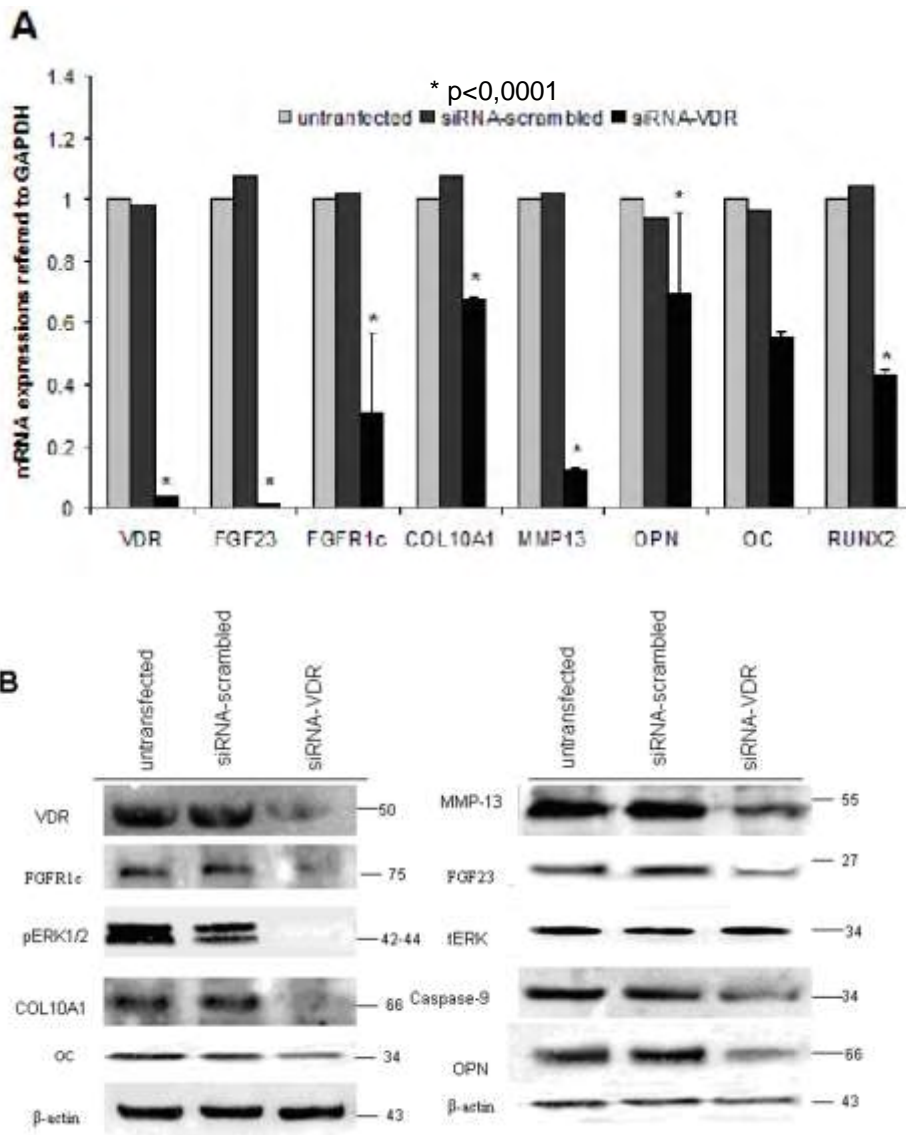 A
* p<0,0001
untranfected siRNA-scrambled siRNA-VDR
mRNA expressions refered to GAPDH
1.4
1.2
1
0.8
0.6
0.4
0.2
0
*
*
*
*
*
*
*
VDR FGF23 FGFR1c COL10A1 MMP13 OPN OC RUNX2
B
untransfected
siRNA-scrambled
siRNA-VDR
VDR
50
FGFR1c
75
pERK1/2
42-44
COL10A1
66
OC
34
β-actin
43
untransfected
siRNA-scrambled
siRNA-VDR
MMP-13
55
FGF23
27
tERK
34
Caspase-9
34
OPN
66
β-actin
43